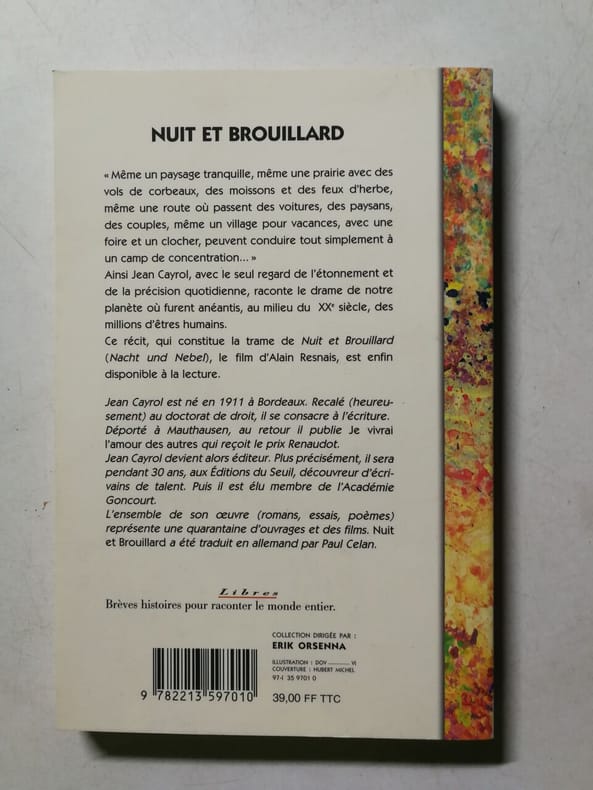 NUIT ET BROUILLARD
« Même un paysage tranquille, même une prairie avec des
vols de corbeaux, des moissons et des feux d'herbe,
même une route où passent des voitures, des paysans,
des couples, même un village pour vacances, avec une
foire et un clocher, peuvent conduire tout simplement à
un camp de concentration... »
Ainsi Jean Cayrol, avec le seul regard de l'étonnement et
de la précision quotidienne, raconte le drame de notre
planète où furent anéantis, au milieu du XXe siècle, des
millions d'êtres humains.
Ce récit, qui constitue la trame de Nuit et Brouillard
(Nacht und Nebel), le film d'Alain Resnais, est enfin
disponible à la lecture.
Jean Cayrol est né en 1911 à Bordeaux. Recalé (heureu-
sement) au doctorat de droit, il se consacre à l'écriture.
Déporté à Mauthausen, au retour il publie Je vivrai
l'amour des autres qui reçoit le prix Renaudot.
Jean Cayrol devient alors éditeur. Plus précisément, il sera
pendant 30 ans, aux Éditions du Seuil, découvreur d'écri-
vains de talent. Puis il est élu membre de l'Académie
Goncourt.
L'ensemble de son œuvre (romans, essais, poèmes)
représente une quarantaine d'ouvrages et des films. Nuit
et Brouillard a été traduit en allemand par Paul Celan.
Libres
Brèves histoires pour raconter le monde entier.
COLLECTION DIRIGÉE PAR :
ERIK ORSENNA
ILLUSTRATION : DOV
COUVERTURE : HUBERT MICHEL
35 9701 0
9 782213 597010
39,00 FF TTC